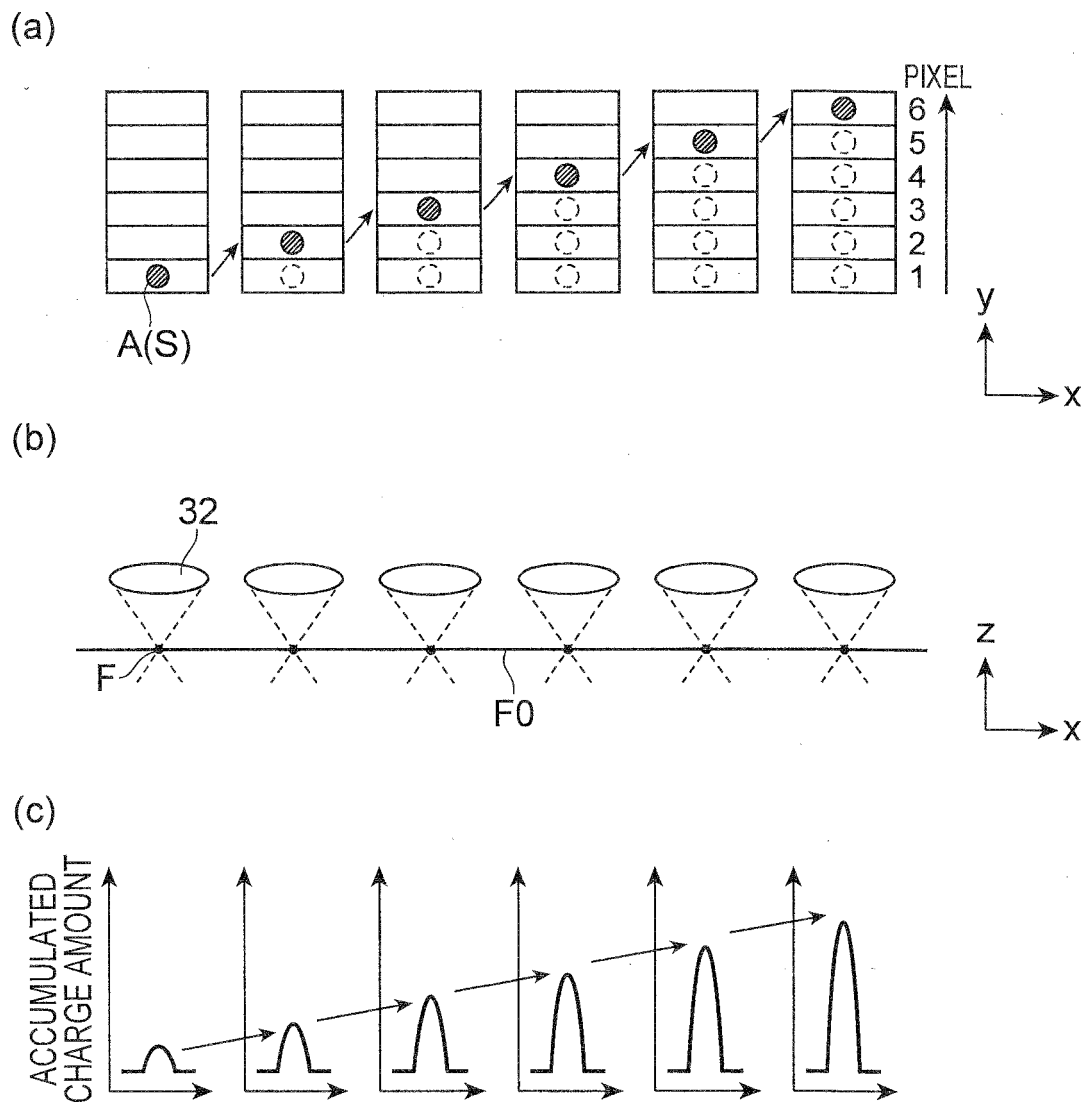 (a)
PIXEL
6
5
4
3
2
1
A(S)
y
x
(b)
32
F
F0
z
x
(c)
ACCUMULATED
CHARGE AMOUNT